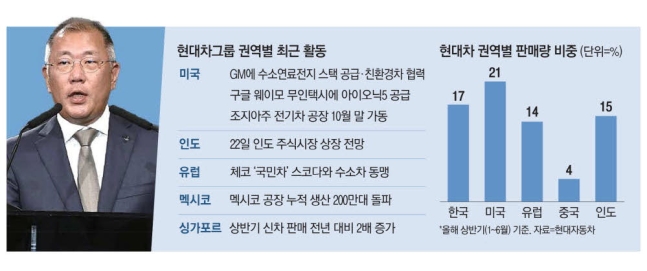 현대차그룹 권역별 최근 활동
미국 GM에 수소연료전지 스택 공급·친환경차 협력
구글 웨이모 무인택시에 아이오닉5 공급
조지아주 전기차 공장 10월 말 가동
인도 22일 인도 주식시장 상장 전망
유럽 체코 '국민차' 스코다와 수소차 동맹
멕시코 멕시코 공장 누적 생산 200만대 돌파
싱가포르 상반기 신차 판매 전년 대비 2배 증가
현대차 권역별 판매량 비중 (단위=%)
17 21 14 4 15
한국 미국 유럽 중국 인도
*올해 상반기(1~6월) 기준, 자료=현대자동차